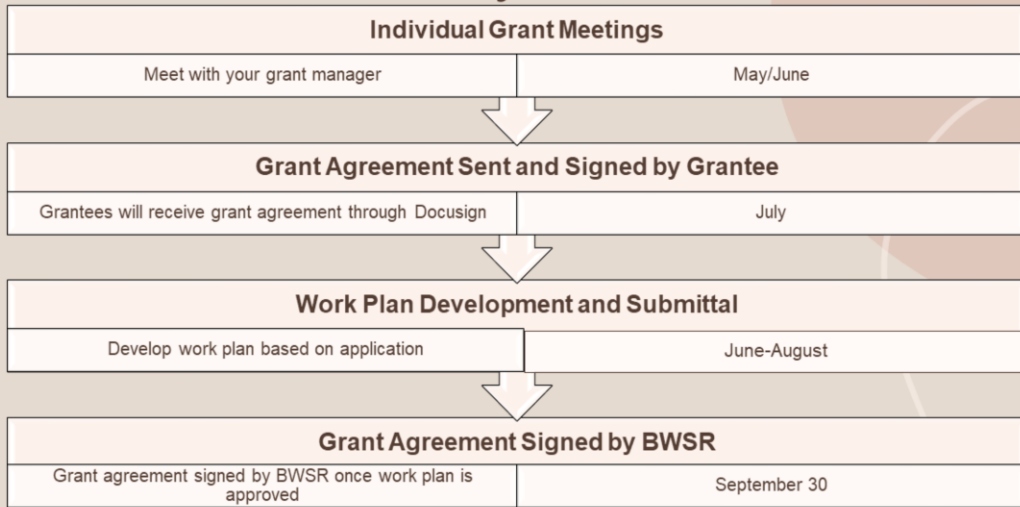 Individual Grant Meetings
Meet with your grant manager
May/June
Grant Agreement Sent and Signed by Grantee
Grantees will receive grant agreement through Docusign
July
Work Plan Development and Submittal
Develop work plan based on application
June-August
Grant Agreement Signed by BWSR
Grant agreement signed by BWSR once work plan is
approved
September 30